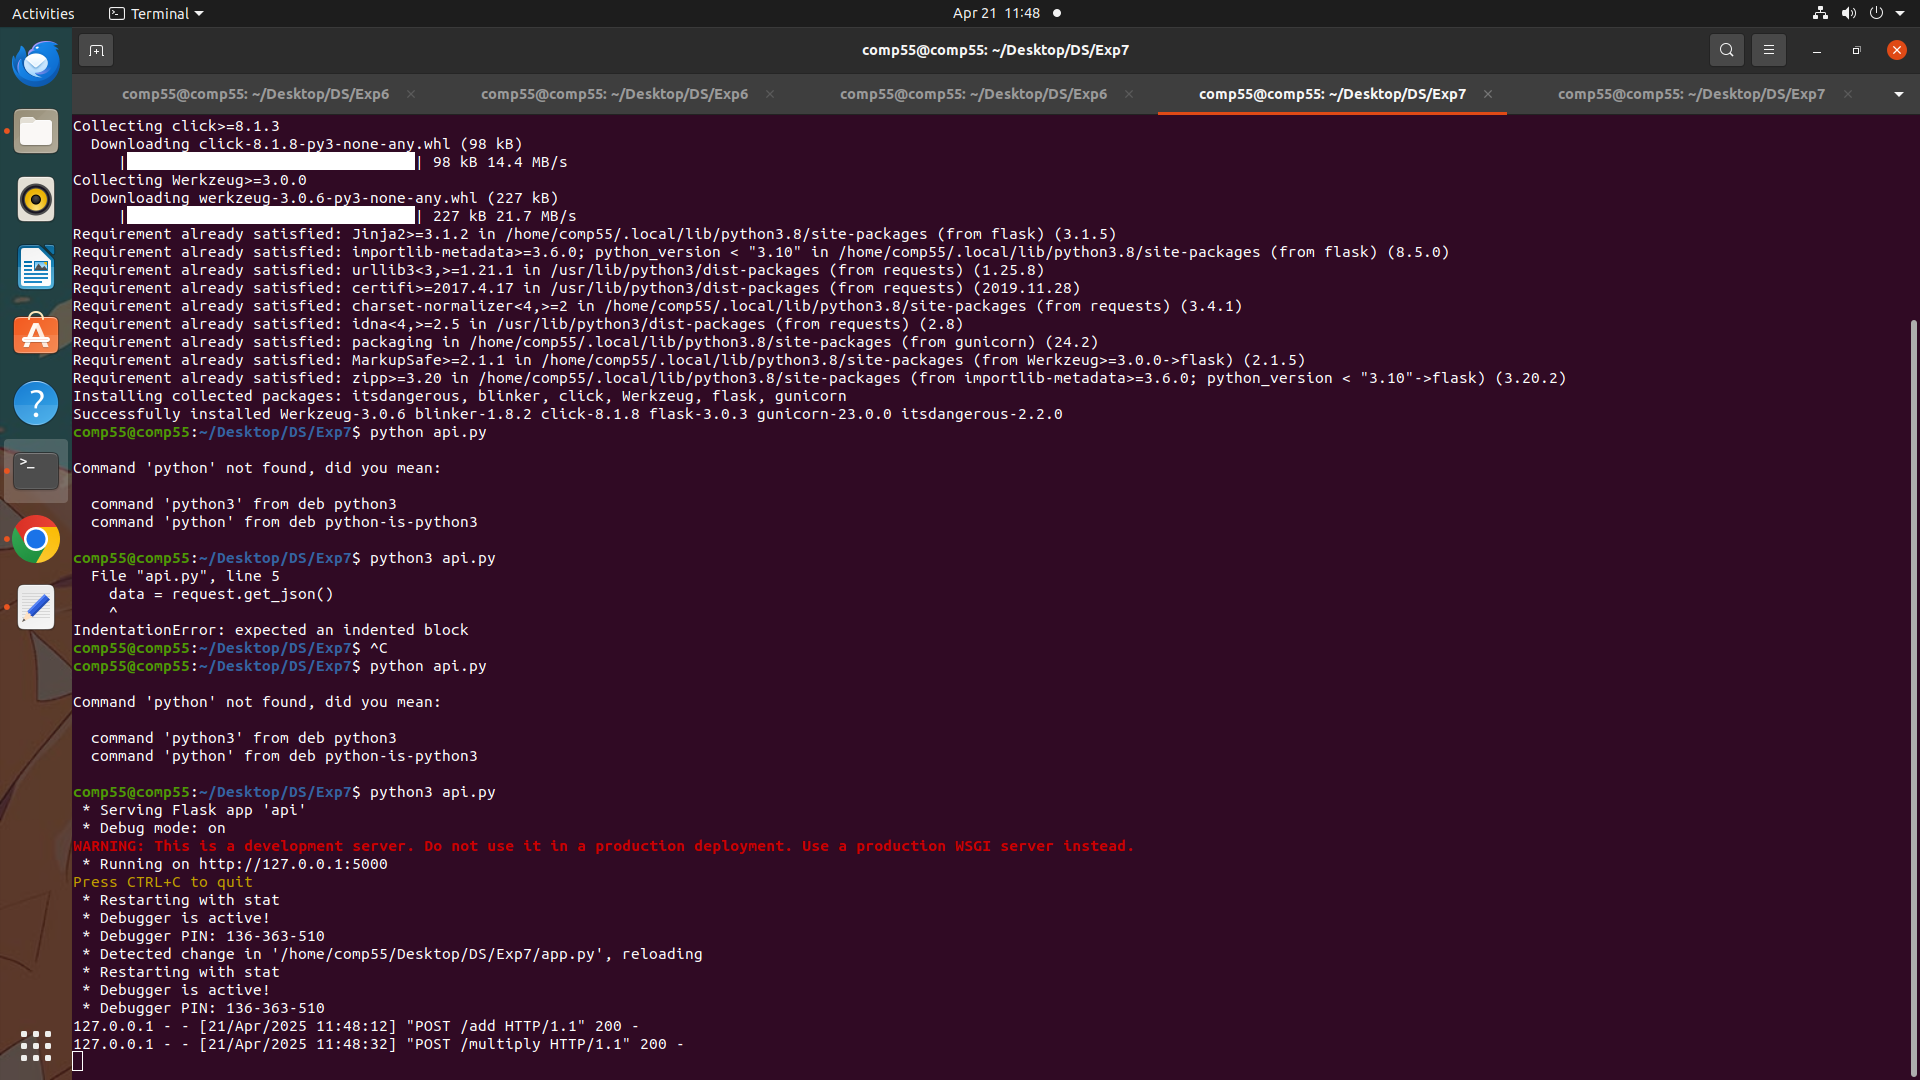 Activities
Terminal
Apr 21 11:48
comp55@comp55: ~/Desktop/DS/Exp7
comp55@comp55: ~/Desktop/DS/Exp6
comp55@comp55: ~/Desktop/DS/Exp6
comp55@comp55: ~/Desktop/DS/Exp6
comp55@comp55: ~/Desktop/DS/Exp7
comp55@comp55: ~/Desktop/DS/Exp7
Collecting click>=8.1.3
  Downloading click-8.1.8-py3-none-any.whl (98 kB)
     |████████████████████████████████| 98 kB 14.4 MB/s
Collecting Werkzeug>=3.0.0
  Downloading werkzeug-3.0.6-py3-none-any.whl (227 kB)
     |████████████████████████████████| 227 kB 21.7 MB/s
Requirement already satisfied: Jinja2>=3.1.2 in /home/comp55/.local/lib/python3.8/site-packages (from flask) (3.1.5)
Requirement already satisfied: importlib-metadata>=3.6.0; python_version < "3.10" in /home/comp55/.local/lib/python3.8/site-packages (from flask) (8.5.0)
Requirement already satisfied: urllib3<3,>=1.21.1 in /usr/lib/python3/dist-packages (from requests) (1.25.8)
Requirement already satisfied: certifi>=2017.4.17 in /usr/lib/python3/dist-packages (from requests) (2019.11.28)
Requirement already satisfied: charset-normalizer<4,>=2 in /home/comp55/.local/lib/python3.8/site-packages (from requests) (3.4.1)
Requirement already satisfied: idna<4,>=2.5 in /usr/lib/python3/dist-packages (from requests) (2.8)
Requirement already satisfied: packaging in /home/comp55/.local/lib/python3.8/site-packages (from gunicorn) (24.2)
Requirement already satisfied: MarkupSafe>=2.1.1 in /home/comp55/.local/lib/python3.8/site-packages (from Werkzeug>=3.0.0->flask) (2.1.5)
Requirement already satisfied: zipp>=3.20 in /home/comp55/.local/lib/python3.8/site-packages (from importlib-metadata>=3.6.0; python_version < "3.10"->flask) (3.20.2)
Installing collected packages: itsdangerous, blinker, click, Werkzeug, flask, gunicorn
Successfully installed Werkzeug-3.0.6 blinker-1.8.2 click-8.1.8 flask-3.0.3 gunicorn-23.0.0 itsdangerous-2.2.0
comp55@comp55:~/Desktop/DS/Exp7$ python api.py

Command 'python' not found, did you mean:

  command 'python3' from deb python3
  command 'python' from deb python-is-python3

comp55@comp55:~/Desktop/DS/Exp7$ python3 api.py
  File "api.py", line 5
    data = request.get_json()
    ^
IndentationError: expected an indented block
comp55@comp55:~/Desktop/DS/Exp7$ ^C
comp55@comp55:~/Desktop/DS/Exp7$ python api.py

Command 'python' not found, did you mean:

  command 'python3' from deb python3
  command 'python' from deb python-is-python3

comp55@comp55:~/Desktop/DS/Exp7$ python3 api.py
 * Serving Flask app 'api'
 * Debug mode: on
WARNING: This is a development server. Do not use it in a production deployment. Use a production WSGI server instead.
 * Running on http://127.0.0.1:5000
Press CTRL+C to quit
 * Restarting with stat
 * Debugger is active!
 * Debugger PIN: 136-363-510
 * Detected change in '/home/comp55/Desktop/DS/Exp7/app.py', reloading
 * Restarting with stat
 * Debugger is active!
 * Debugger PIN: 136-363-510
127.0.0.1 - - [21/Apr/2025 11:48:12] "POST /add HTTP/1.1" 200 -
127.0.0.1 - - [21/Apr/2025 11:48:32] "POST /multiply HTTP/1.1" 200 -